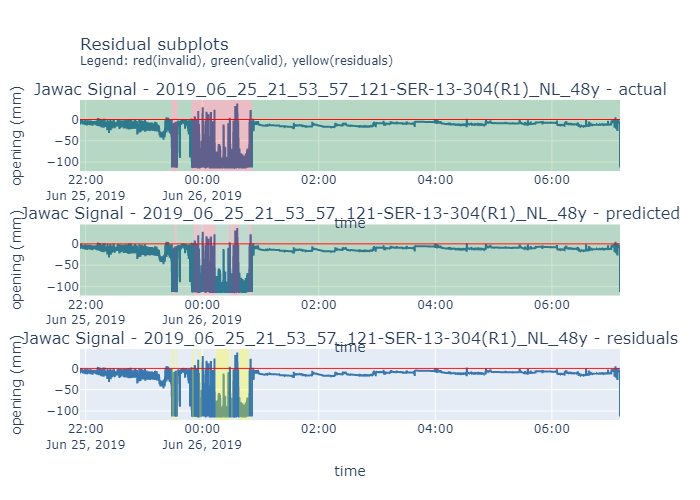 Residual subplots
Legend: red(invalid), green(valid), yellow(residuals)
Jawac Signal - 2019_06_25_21_53_57_121-SER-13-304(R1)_NL_48y - actual
opening (mm)
0
−50
−100
22:00 00:00 02:00 04:00 06:00
Jun 25, 2019 Jun 26, 2019
time
Jawac Signal - 2019_06_25_21_53_57_121-SER-13-304(R1)_NL_48y - predicted
opening (mm)
0
−50
−100
22:00 00:00 02:00 04:00 06:00
Jun 25, 2019 Jun 26, 2019
time
Jawac Signal - 2019_06_25_21_53_57_121-SER-13-304(R1)_NL_48y - residuals
opening (mm)
0
−50
−100
22:00 00:00 02:00 04:00 06:00
Jun 25, 2019 Jun 26, 2019
time